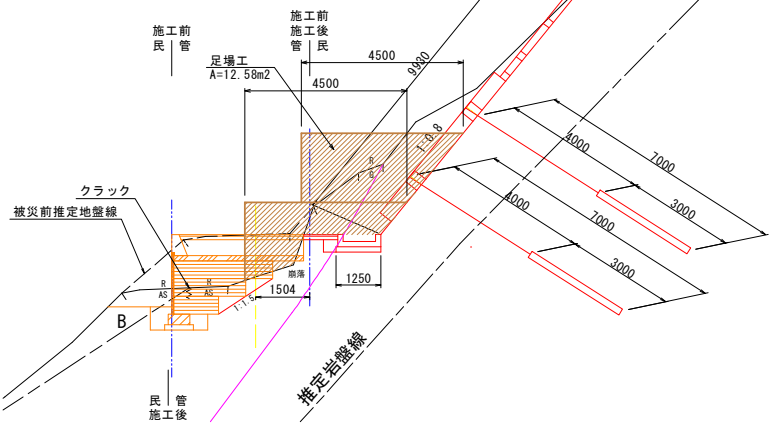 施工前
民 管
施工前
施工後
管 民
足場工
A=12.58m2
4500
4500
9930
1:0.8
4000
7000
3000
4000
7000
3000
R
G
クラック
被災前推定地盤線
R
AS
R
AS
崩落
1:1.5
1504
1250
B
推定岩盤線
民 管
施工後